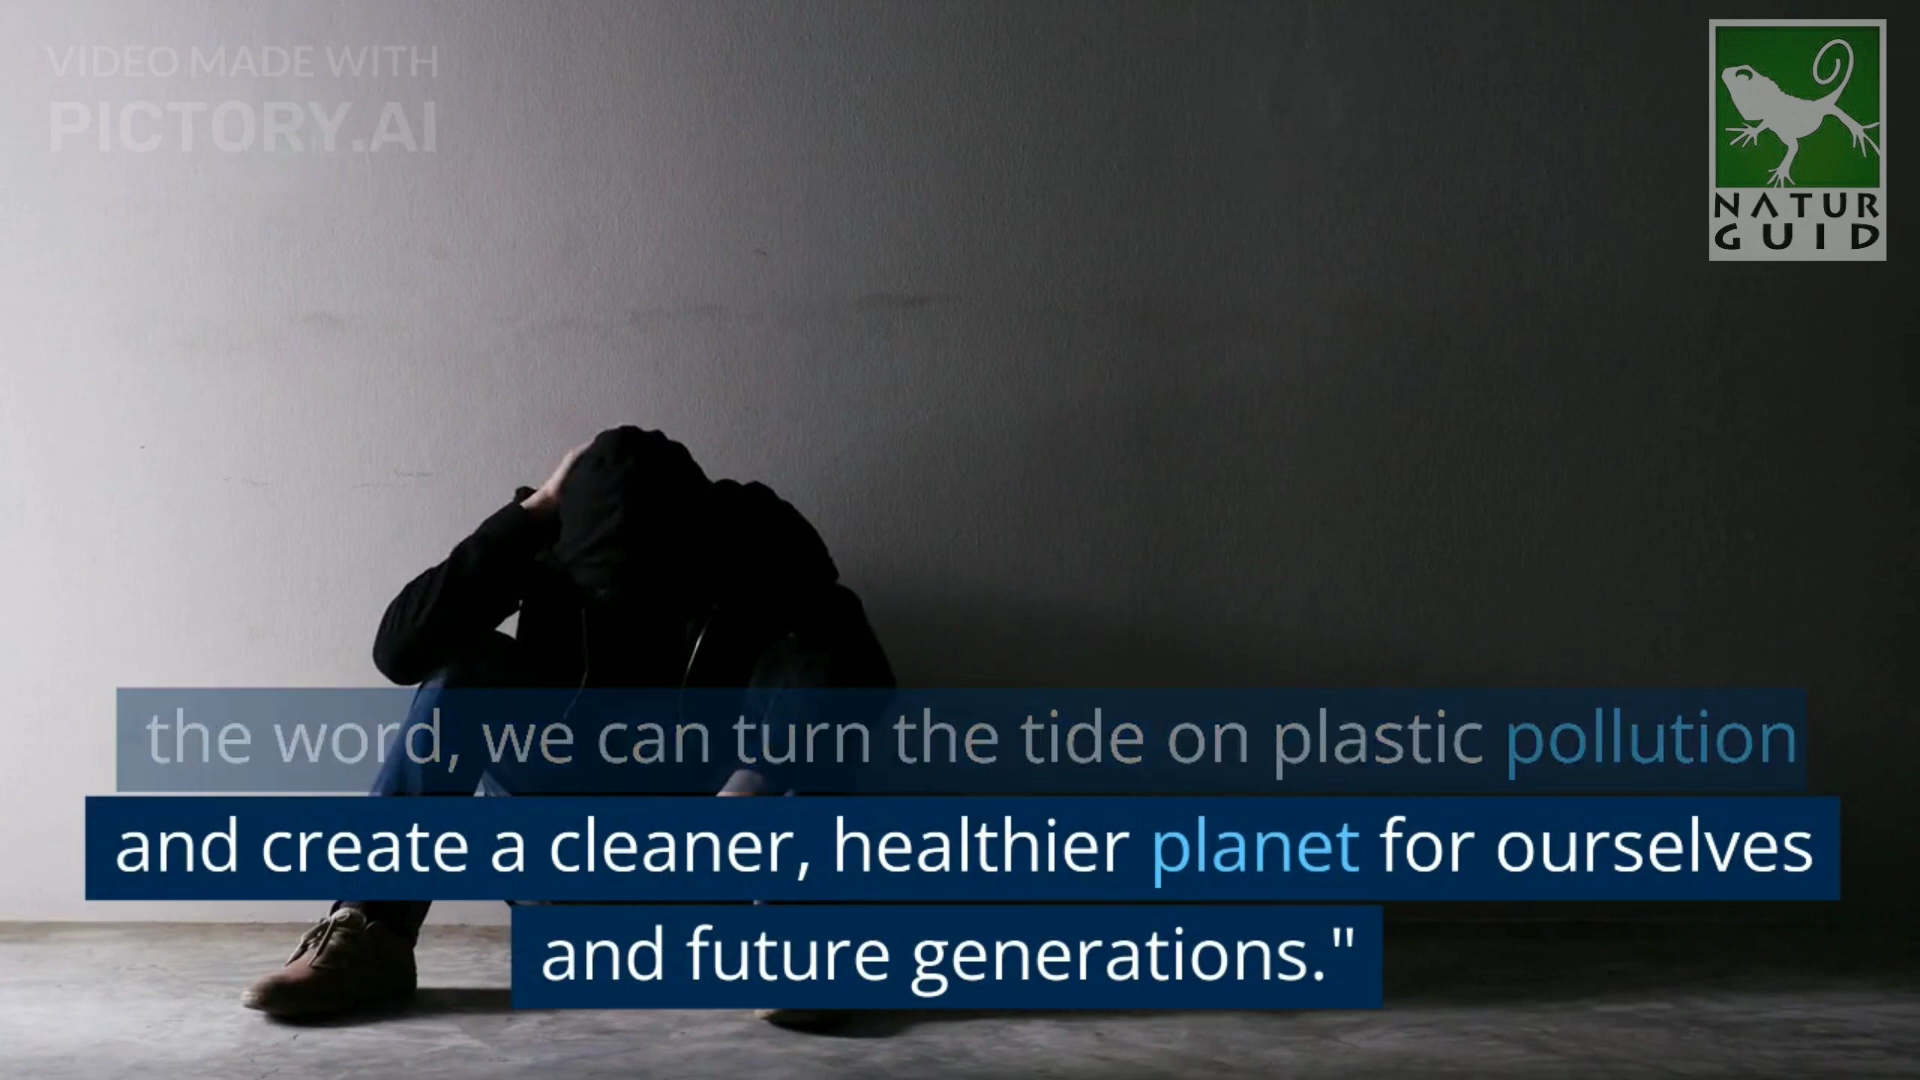 VIDEO MADE WITH
PICTORY.AI
NATUR
GUID
the word, we can turn the tide on plastic pollution
and create a cleaner, healthier planet for ourselves
and future generations."